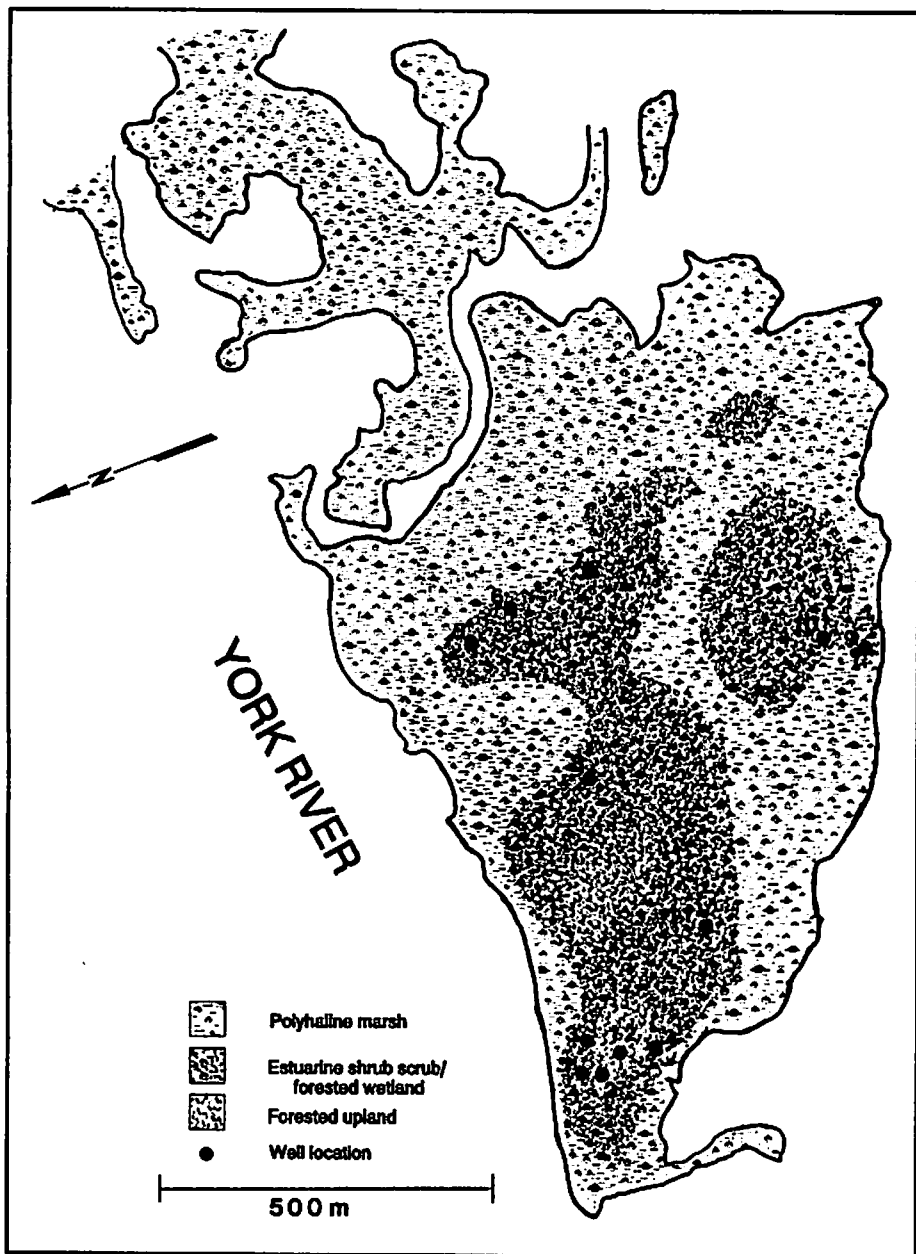 N
YORK RIVER
Polyhaline marsh
Estuarine shrub scrub/
forested wetland
Forested upland
Well location
500 m